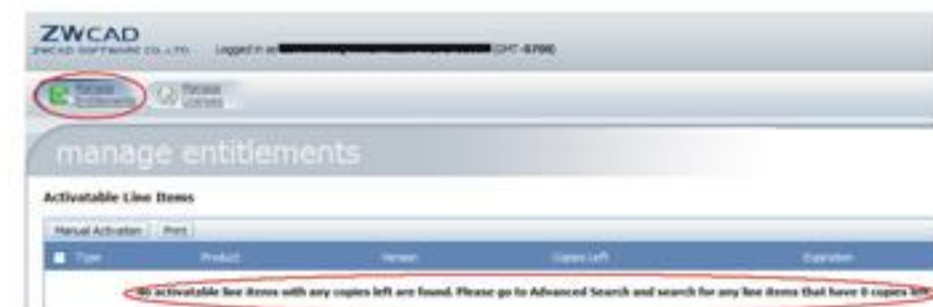 ZWCAD
ZWCAD SOFTWARE CO., LTD. Logged in as (GMT -0700)
Manage Entitlements
Manage Licenses
manage entitlements
Activatable Line Items
Manual Activation Print
Type Product Version Copies Left Expiration
No activatable line items with any copies left are found. Please go to Advanced Search and search for any line items that have 0 copies left